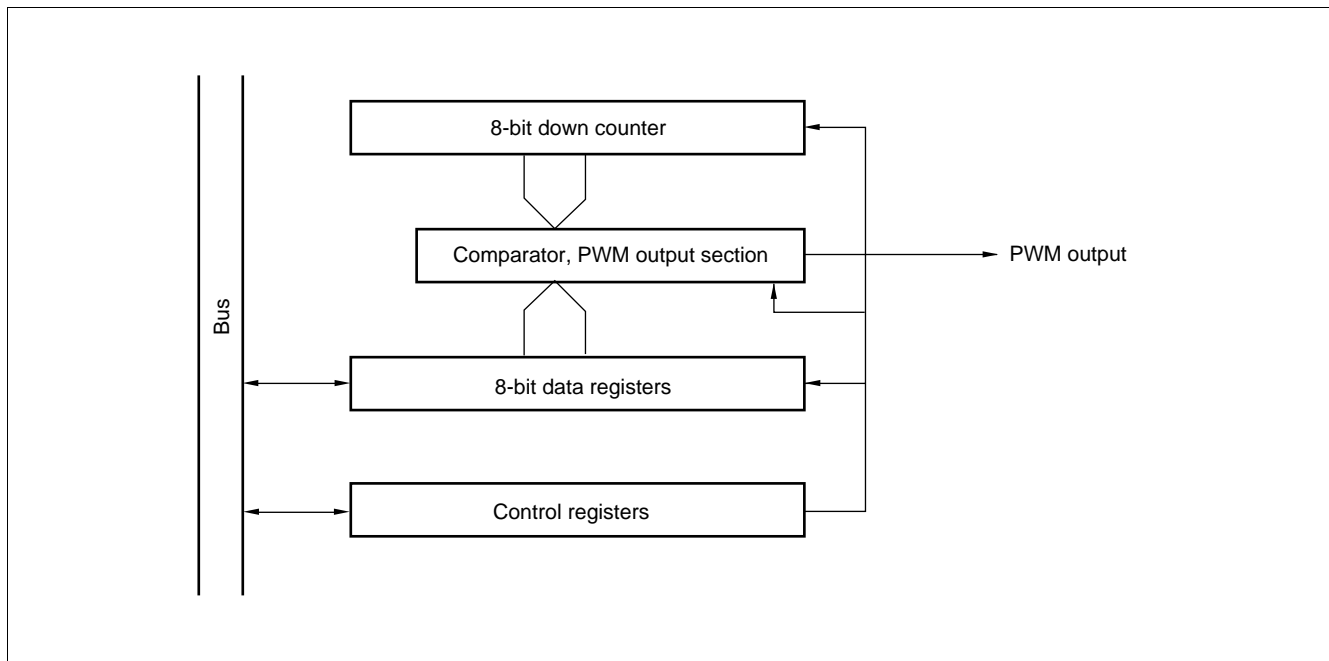 8-bit down counter
Comparator, PWM output section
PWM output
Bus
8-bit data registers
Control registers